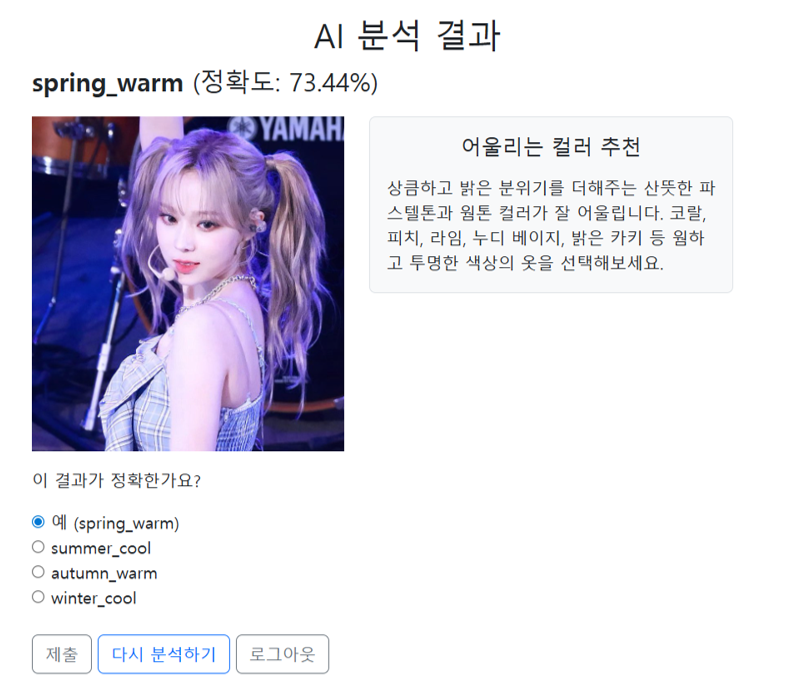 AI 분석 결과
spring_warm (정확도: 73.44%)
YAMAH
어울리는 컬러 추천
상큼하고 밝은 분위기를 더해주는 산뜻한 파
스텔톤과 웜톤 컬러가 잘 어울립니다. 코랄,
피치, 라임, 누디 베이지, 밝은 카키 등 웜하
고 투명한 색상의 옷을 선택해보세요.
이 결과가 정확한가요?
예 (spring_warm)
summer_cool
autumn_warm
winter_cool
제출 다시 분석하기 로그아웃